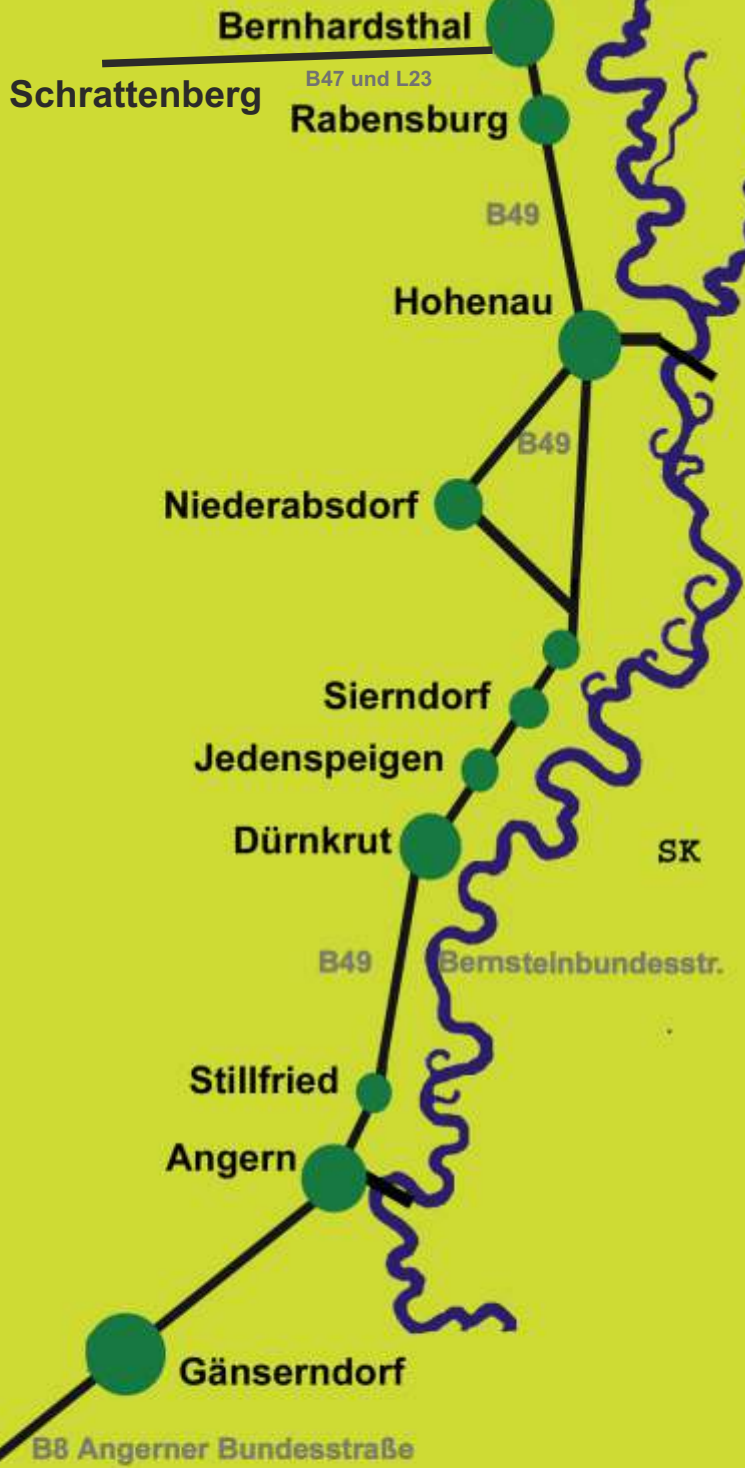 Bernhardsthal
B47 und L23
Schrattenberg
Rabensburg
B49
Hohenau
B49
Niederabsdorf
Sierndorf
Jedenspeigen
Dürnkrut
SK
B49
Bernsteinbundesstr.
Stillfried
Angern
Gänserndorf
B8 Angerner Bundesstraße